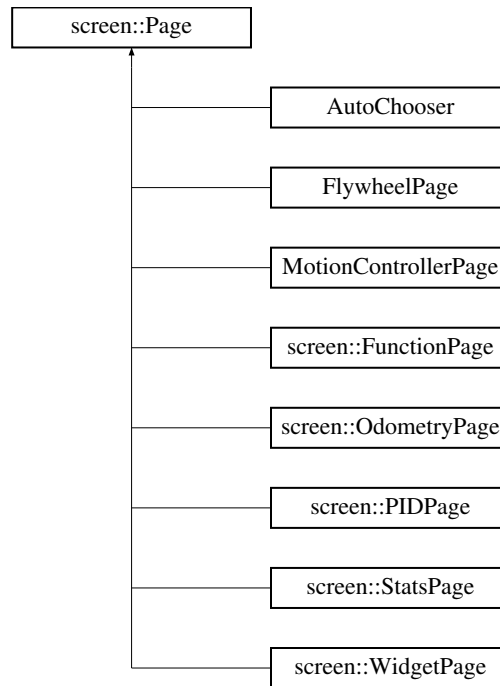 screen::Page
AutoChooser
FlywheelPage
MotionControllerPage
screen::FunctionPage
screen::OdometryPage
screen::PIDPage
screen::StatsPage
screen::WidgetPage